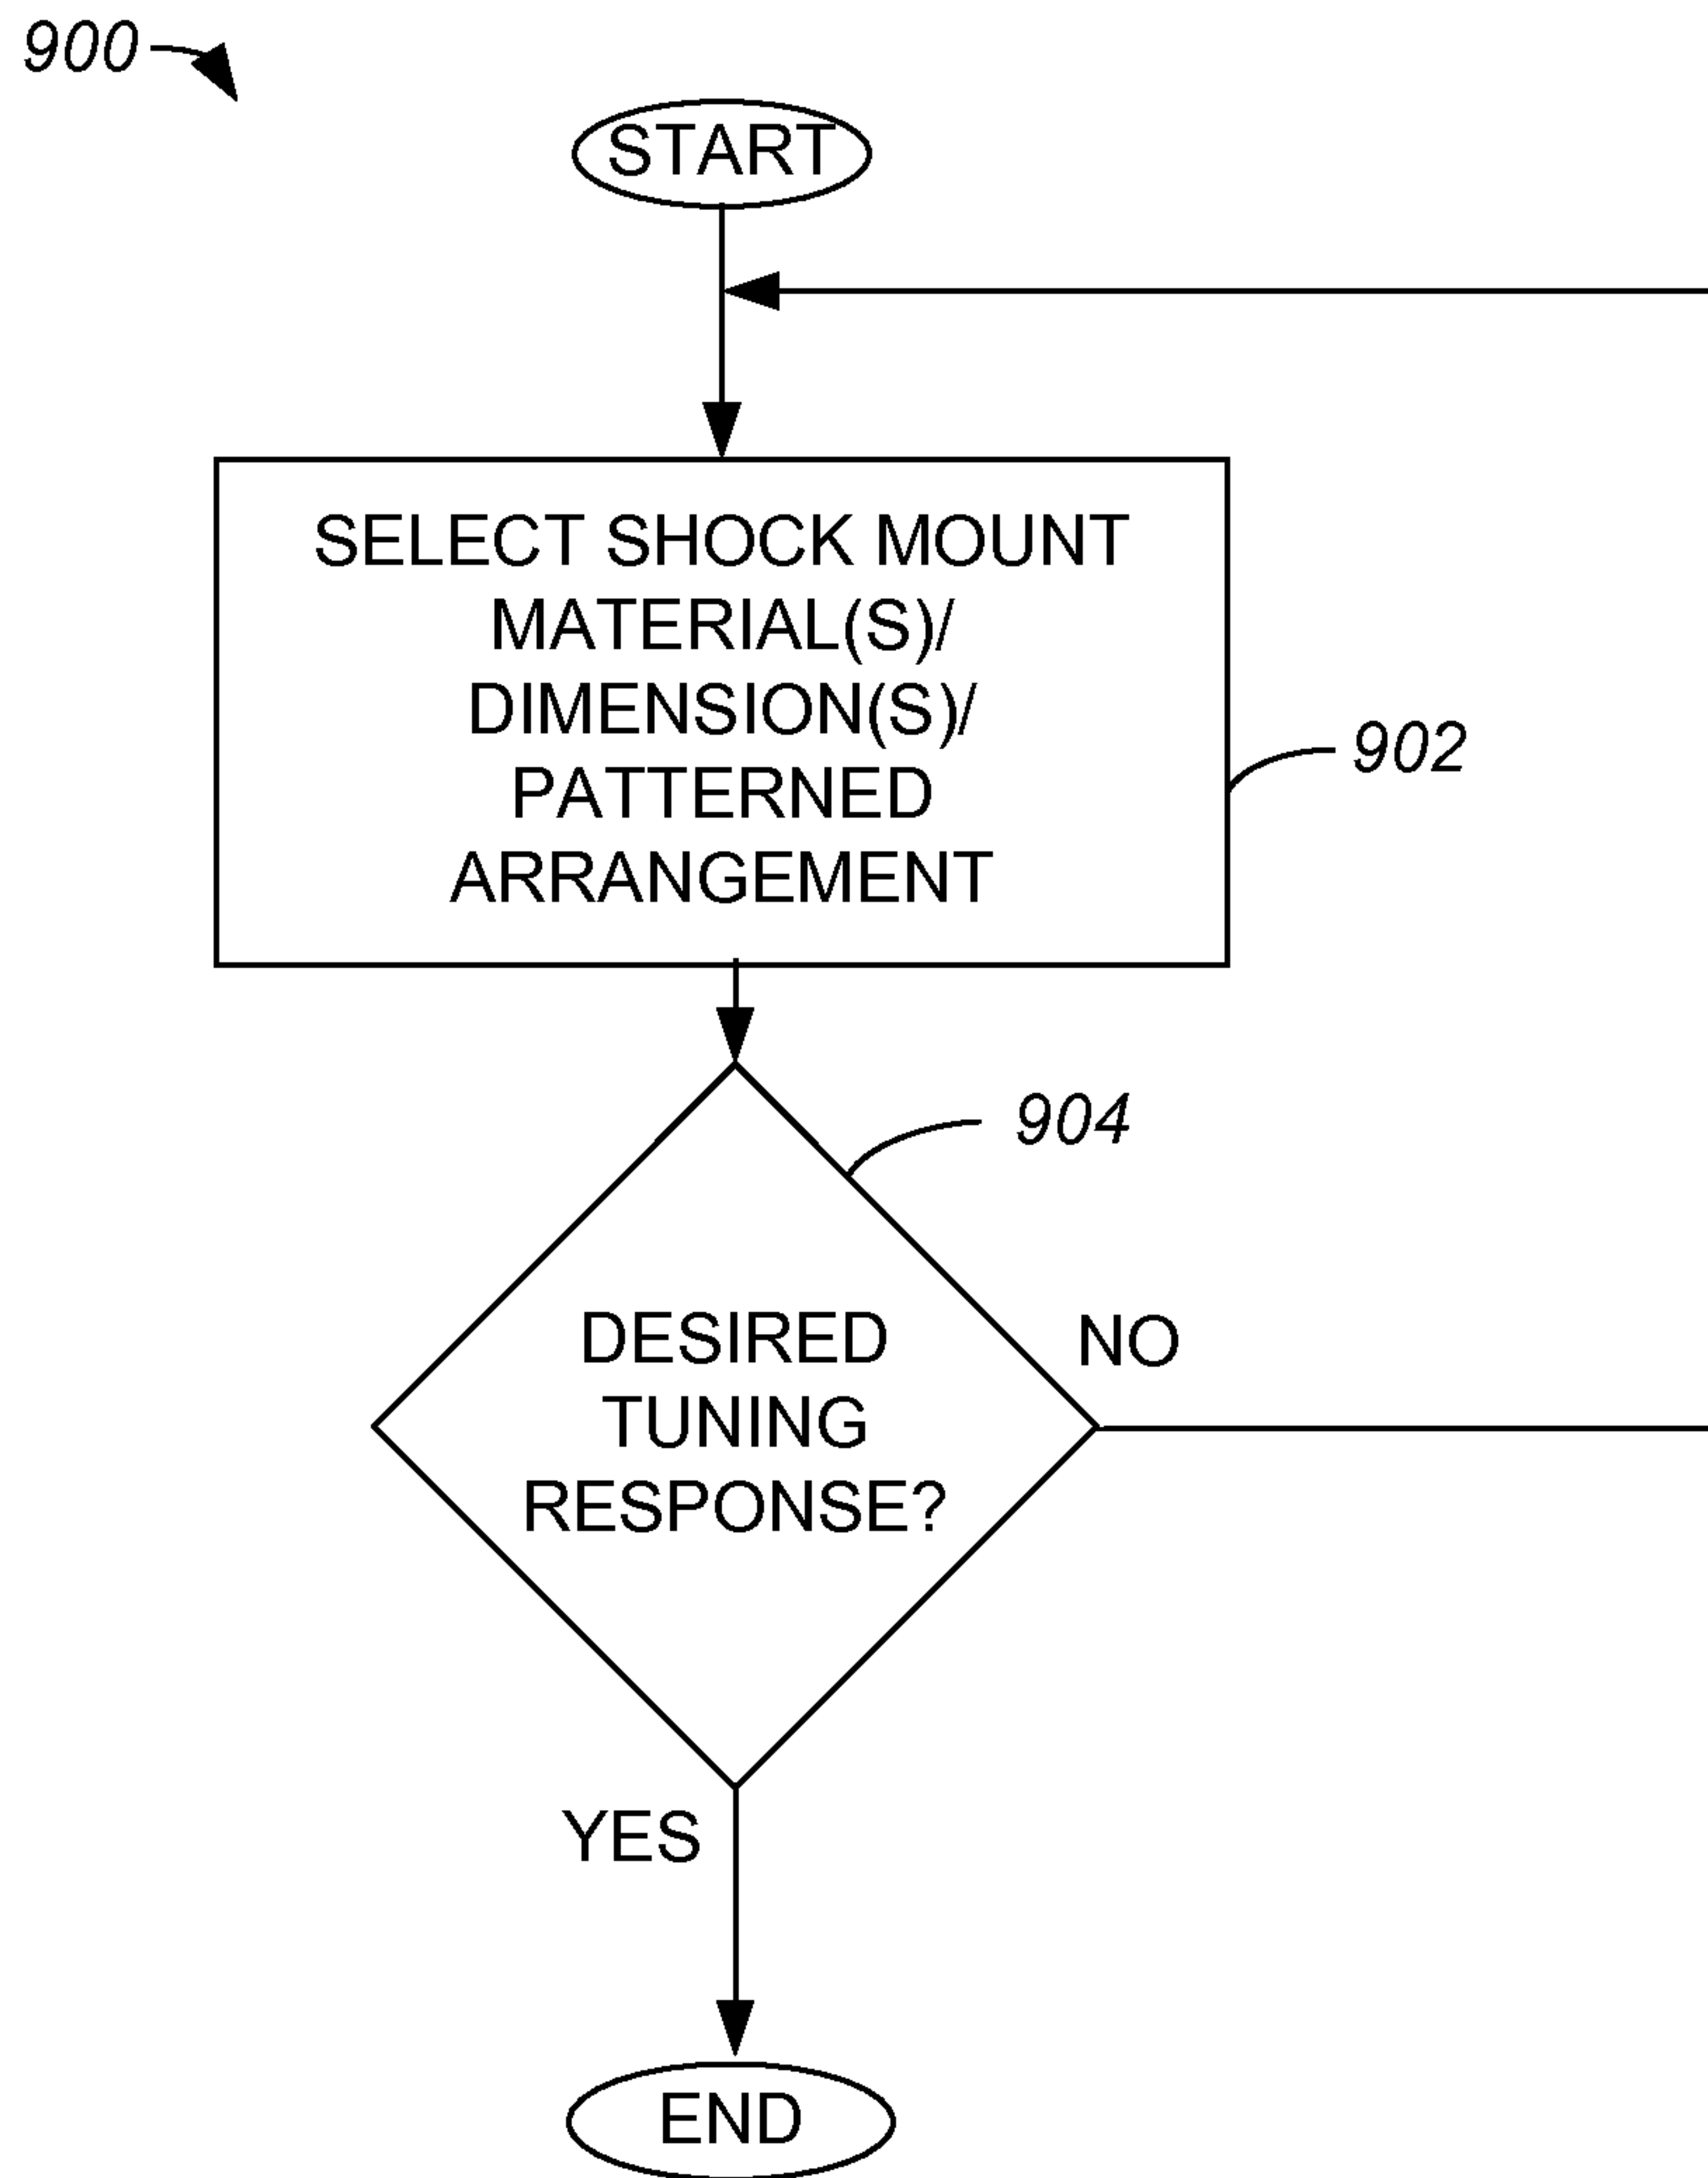 900
START
SELECT SHOCK MOUNT
MATERIAL(S)/
DIMENSION(S)/
PATTERNED
ARRANGEMENT
902
904
DESIRED
TUNING
RESPONSE?
NO
YES
END